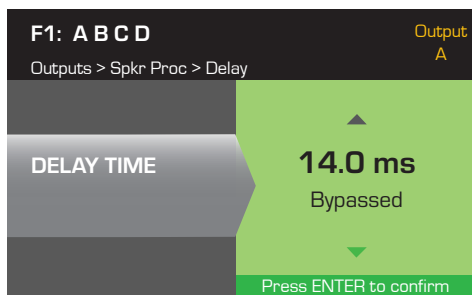 F1: A B C D
Output
A
Outputs > Spkr Proc > Delay
DELAY TIME
14.0 ms
Bypassed
Press ENTER to confirm